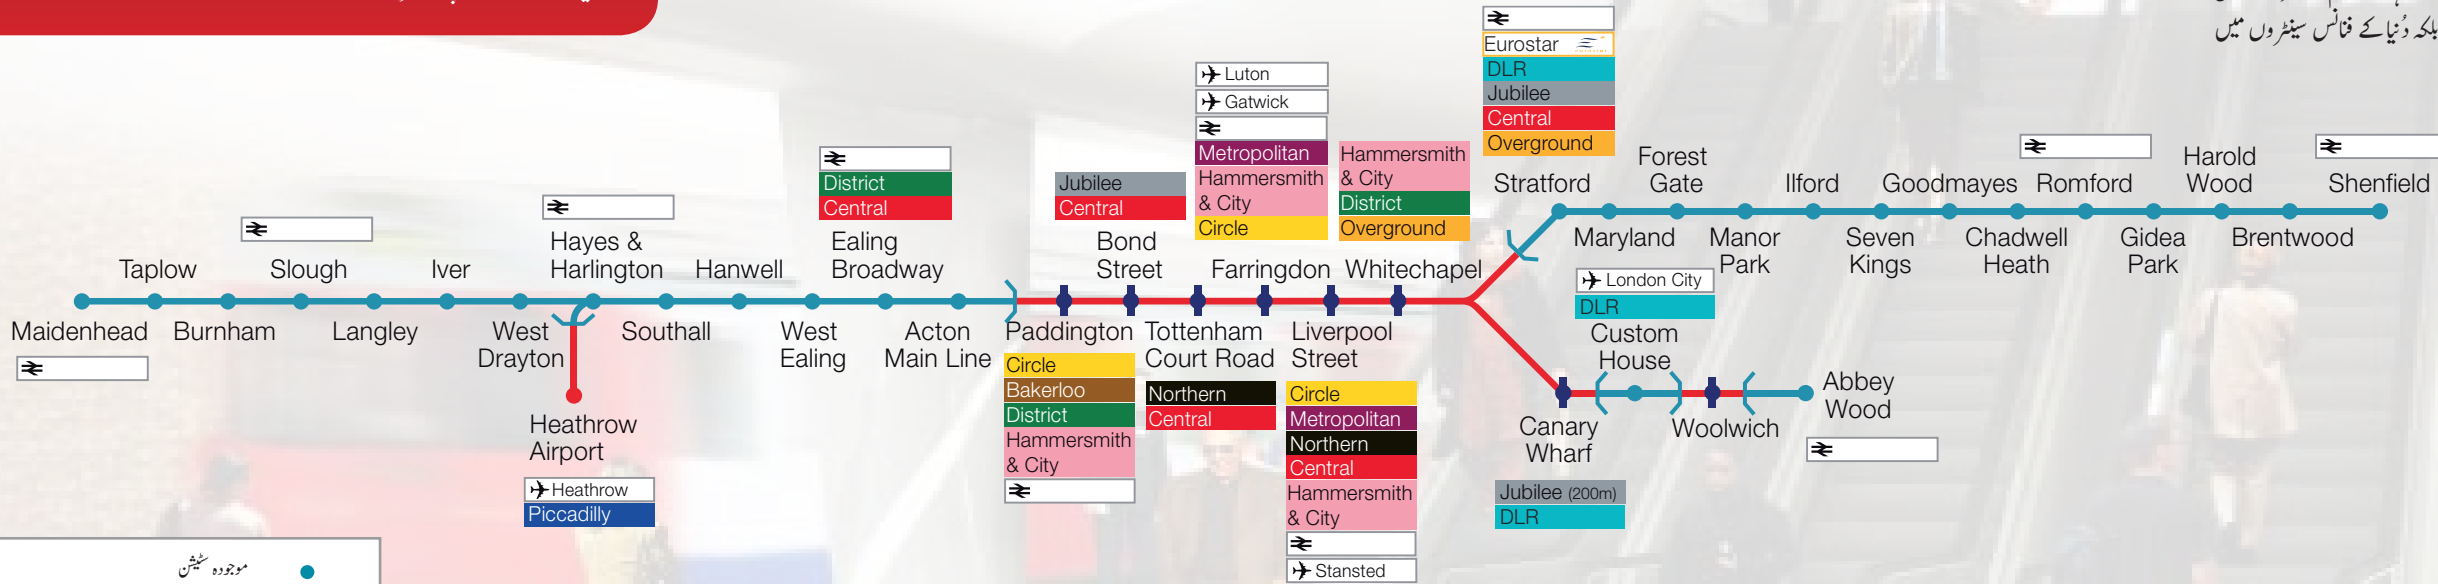 بلکہ دُنیا کے فنانس سینٹروں میں
Eurostar
DLR
Jubilee
Central
Overground
Luton
Gatwick
Metropolitan
Hammersmith
& City
Circle
Hammersmith
& City
District
Overground
District
Central
Jubilee
Central
Taplow
Slough
Iver
Hayes &
Harlington
Hanwell
Ealing
Broadway
Bond
Street
Farringdon
Whitechapel
Stratford
Forest
Gate
Ilford
Goodmayes
Romford
Harold
Wood
Shenfield
Maryland
Manor
Park
Seven
Kings
Chadwell
Heath
Gidea
Park
Brentwood
Maidenhead
Burnham
Langley
West
Drayton
Southall
West
Ealing
Acton
Main Line
Paddington
Tottenham
Court Road
Liverpool
Street
London City
DLR
Custom
House
Circle
Bakerloo
District
Hammersmith
& City
Northern
Central
Circle
Metropolitan
Northern
Central
Hammersmith
& City
Stansted
Heathrow
Airport
Heathrow
Piccadilly
Canary
Wharf
Jubilee (200m)
DLR
Woolwich
Abbey
Wood
موجودہ سٹیشن